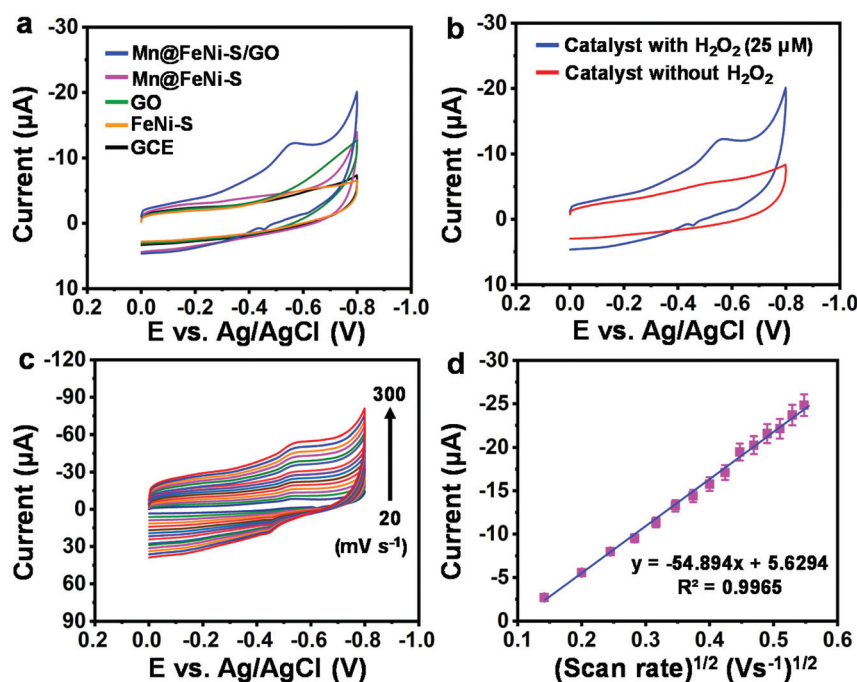 a
-30
-20
-10
0
10
Current (µA)
Mn@FeNi-S/GO
Mn@FeNi-S
GO
FeNi-S
GCE
0.2 0.0 -0.2 -0.4 -0.6 -0.8 -1.0
E vs. Ag/AgCl (V)
b
-30
-20
-10
0
10
Current (µA)
Catalyst with H₂O₂ (25 µM)
Catalyst without H₂O₂
0.2 0.0 -0.2 -0.4 -0.6 -0.8 -1.0
E vs. Ag/AgCl (V)
c
-120
-90
-60
-30
0
30
60
90
Current (µA)
300
20
(mV s⁻¹)
0.2 0.0 -0.2 -0.4 -0.6 -0.8 -1.0
E vs. Ag/AgCl (V)
d
-30
-25
-20
-15
-10
-5
0
Current (µA)
y = -54.894x + 5.6294
R² = 0.9965
0.1 0.2 0.3 0.4 0.5 0.6
(Scan rate)¹/² (Vs⁻¹)¹/²